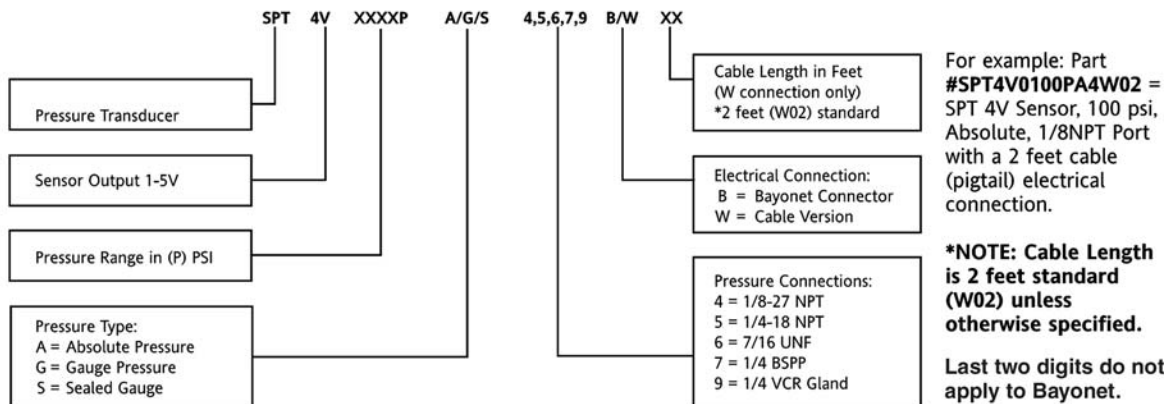 SPT 4V XXXXP A/G/S 4,5,6,7,9 B/W XX
Pressure Transducer
Sensor Output 1-5V
Pressure Range in (P) PSI
Pressure Type:
A = Absolute Pressure
G = Gauge Pressure
S = Sealed Gauge
Cable Length in Feet
(W connection only)
*2 feet (W02) standard
Electrical Connection:
B = Bayonet Connector
W = Cable Version
Pressure Connections:
4 = 1/8-27 NPT
5 = 1/4-18 NPT
6 = 7/16 UNF
7 = 1/4 BSPP
9 = 1/4 VCR Gland
For example: Part
#SPT4V0100PA4W02 =
SPT 4V Sensor, 100 psi,
Absolute, 1/8NPT Port
with a 2 feet cable
(pigtail) electrical
connection.
*NOTE: Cable Length
is 2 feet standard
(W02) unless
otherwise specified.
Last two digits do not
apply to Bayonet.